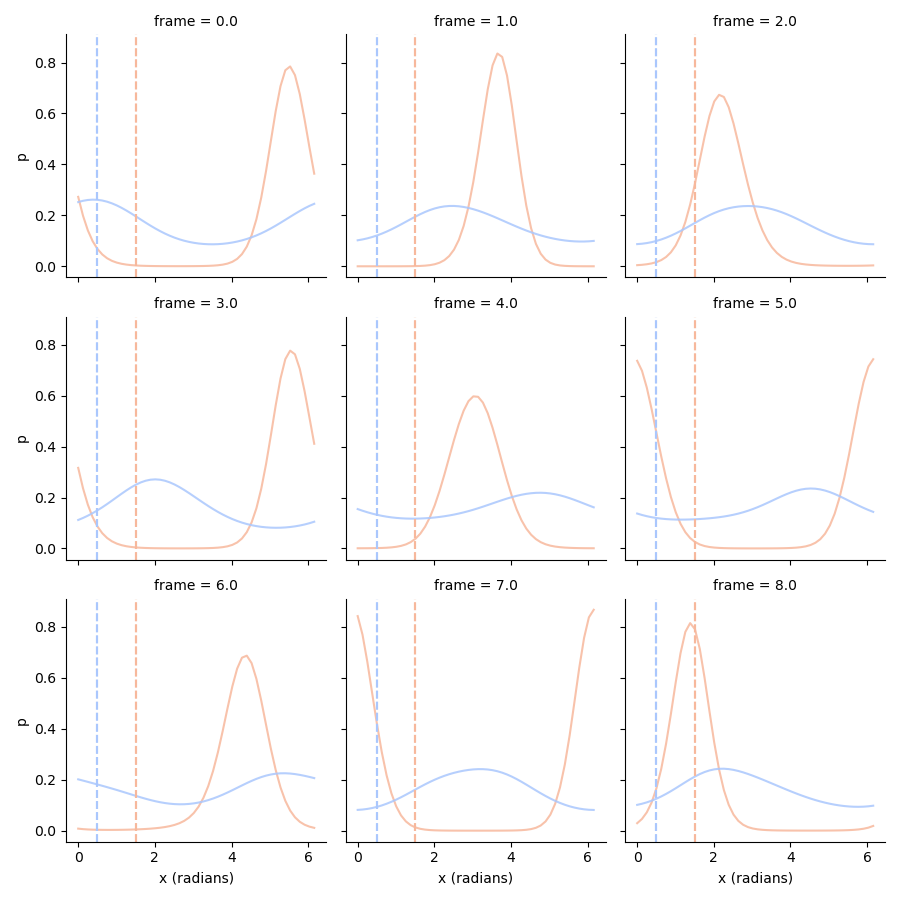 frame = 0.0
frame = 1.0
frame = 2.0
p
0.8
0.6
0.4
0.2
0.0
frame = 3.0
frame = 4.0
frame = 5.0
p
0.8
0.6
0.4
0.2
0.0
frame = 6.0
frame = 7.0
frame = 8.0
p
0.8
0.6
0.4
0.2
0.0
0 2 4 6
0 2 4 6
0 2 4 6
x (radians)
x (radians)
x (radians)